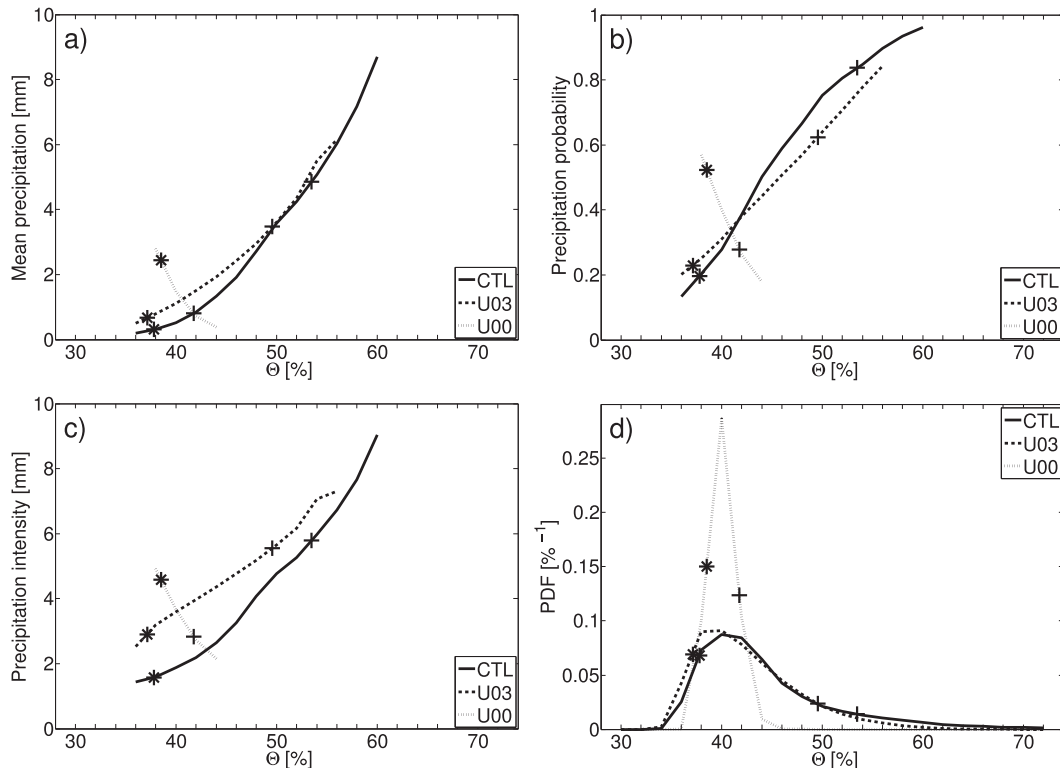 a)
Mean precipitation [mm]
10
8
6
4
2
0
30 40 50 60 70
Θ [%]
CTL
U03
U00
b)
Precipitation probability
1
0.8
0.6
0.4
0.2
0
30 40 50 60 70
Θ [%]
CTL
U03
U00
c)
Precipitation intensity [mm]
10
8
6
4
2
0
30 40 50 60 70
Θ [%]
CTL
U03
U00
d)
PDF [% -1]
0.25
0.2
0.15
0.1
0.05
0
30 40 50 60 70
Θ [%]
CTL
U03
U00